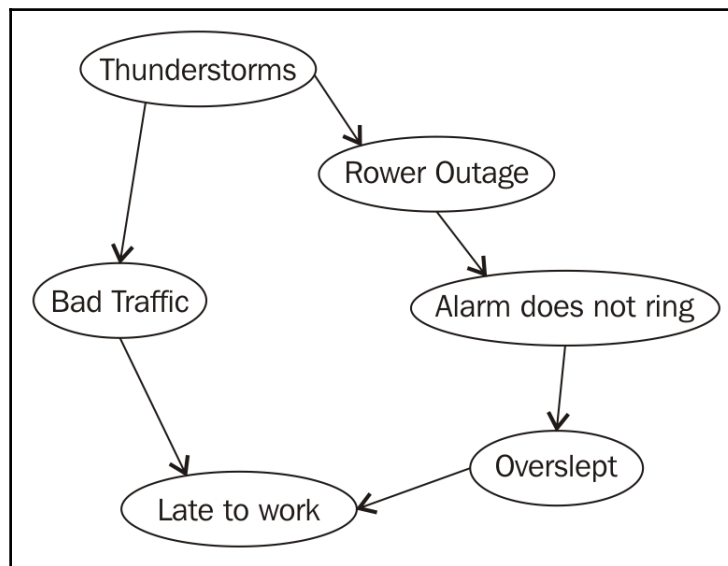 Thunderstorms
Rower Outage
Bad Traffic
Alarm does not ring
Overslept
Late to work